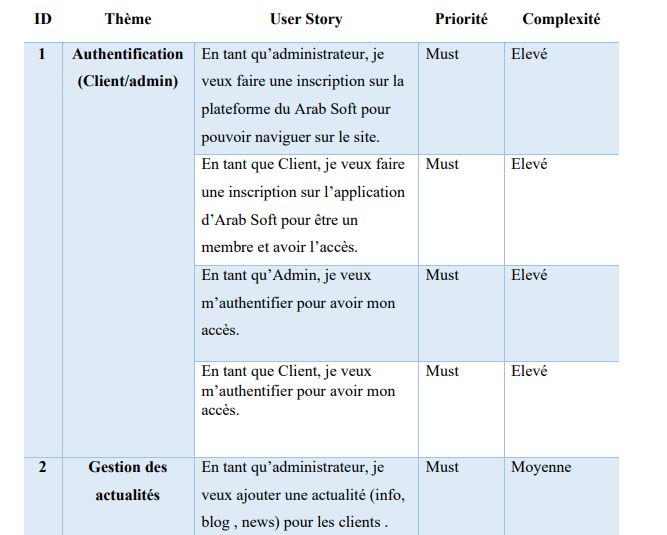 ID Thème User Story Priorité Complexité
1 Authentification En tant qu’administrateur, je Must Elevé
(Client/admin) veux faire une inscription sur la
plateforme du Arab Soft pour
pouvoir naviguer sur le site.
En tant que Client, je veux faire Must Elevé
une inscription sur l’application
d’Arab Soft pour être un
membre et avoir l’accès.
En tant qu’Admin, je veux Must Elevé
m’authentifier pour avoir mon
accès.
En tant que Client, je veux Must Elevé
m’authentifier pour avoir mon
accès.
2 Gestion des En tant qu’administrateur, je Must Moyenne
actualités veux ajouter une actualité (info,
blog , news) pour les clients .